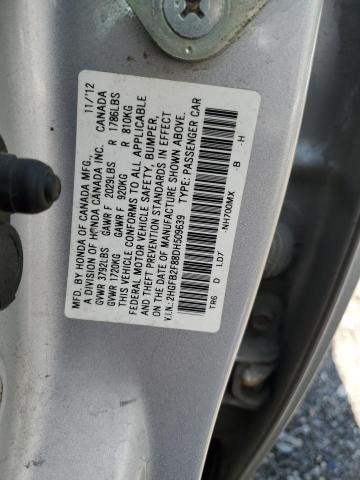 MFD. BY HONDA OF CANADA MFG., 11/'12
A DIVISION OF HONDA CANADA INC. CANADA
GVWR 3792LBS GAWR F 2029LBS R 1786LBS
GVWR 1720KG GAWR F 920KG R 810KG
THIS VEHICLE CONFORMS TO ALL APPLICABLE
FEDERAL MOTOR VEHICLE SAFETY, BUMPER,
AND THEFT PREVENTION STANDARDS IN EFFECT
ON THE DATE OF MANUFACTURE SHOWN ABOVE.
V.I.N.: 2HGFB2F88DH509639 TYPE: PASSENGER CAR
TR6 D LD7 -NH700MX -B -H